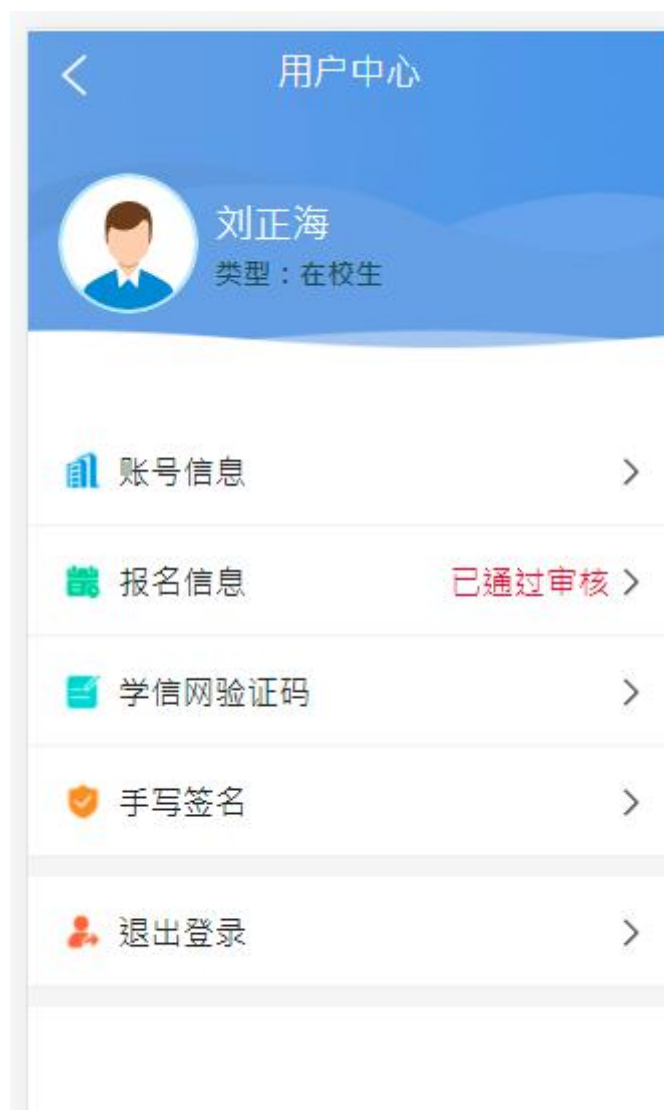 用户中心
刘正海
类型：在校生
账号信息
报名信息 已通过审核
学信网验证码
手写签名
退出登录